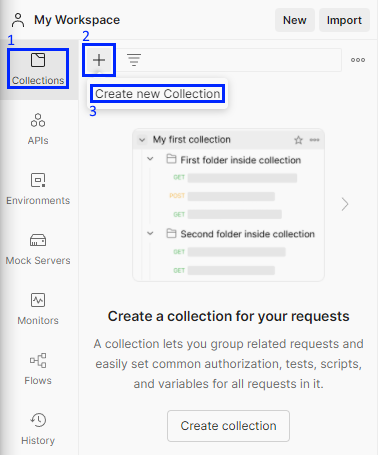 My Workspace
New
Import
1
2
Collections
Create new Collection
3
APIs
Environments
Mock Servers
Monitors
Flows
History
My first collection
First folder inside collection
GET
POST
GET
Second folder inside collection
GET
GET
Create a collection for your requests
A collection lets you group related requests and
easily set common authorization, tests, scripts,
and variables for all requests in it.
Create collection